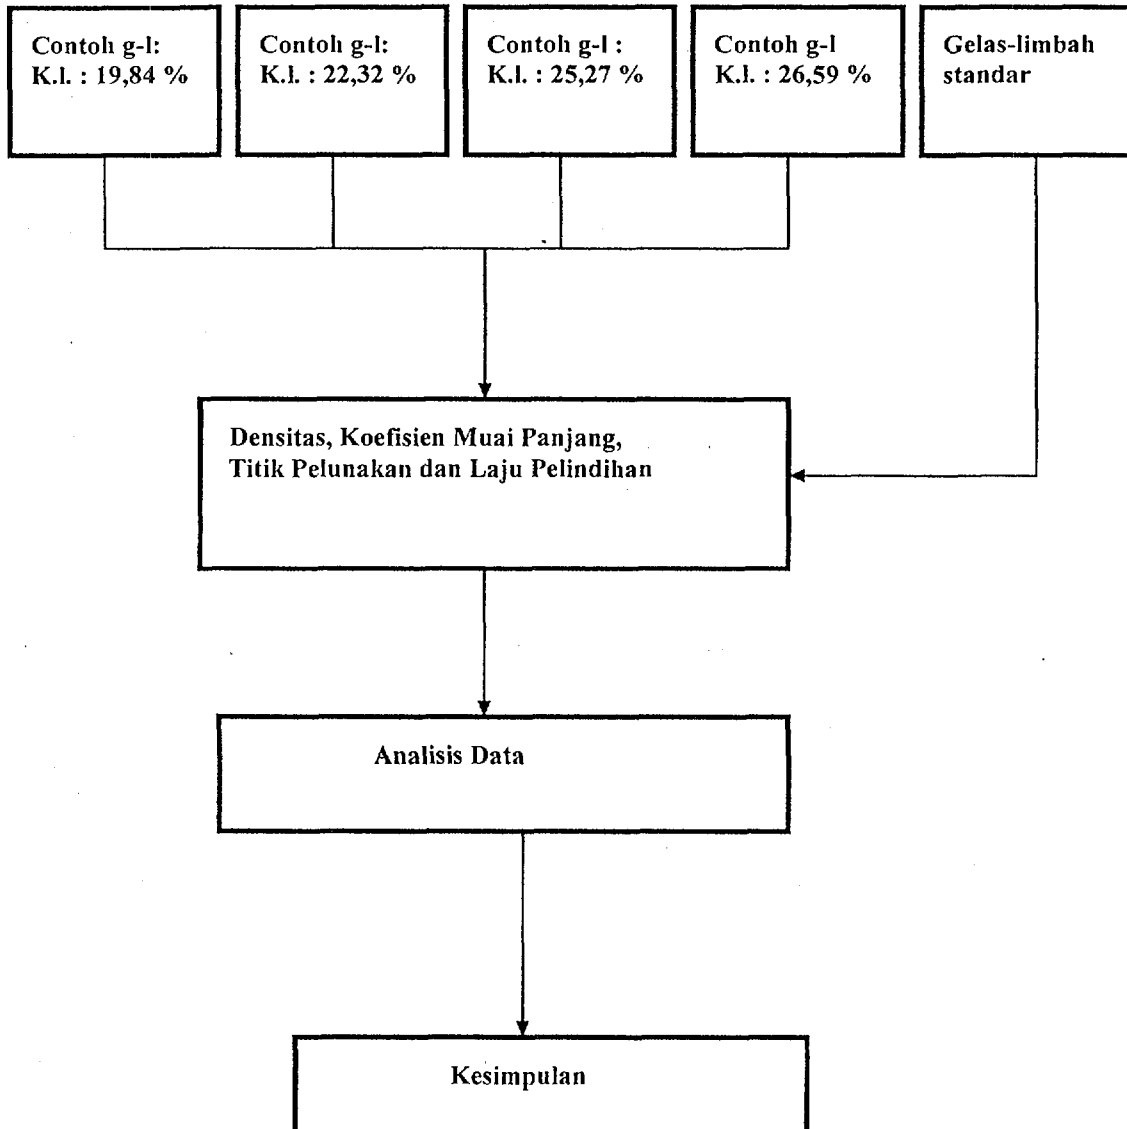 Contoh g-l:
K.l. : 19,84 %
Contoh g-l:
K.l. : 22,32 %
Contoh g-l :
K.l. : 25,27 %
Contoh g-l
K.l. : 26,59 %
Gelas-limbah
standar
Densitas, Koefisien Muai Panjang,
Titik Pelunakan dan Laju Pelindihan
Analisis Data
Kesimpulan